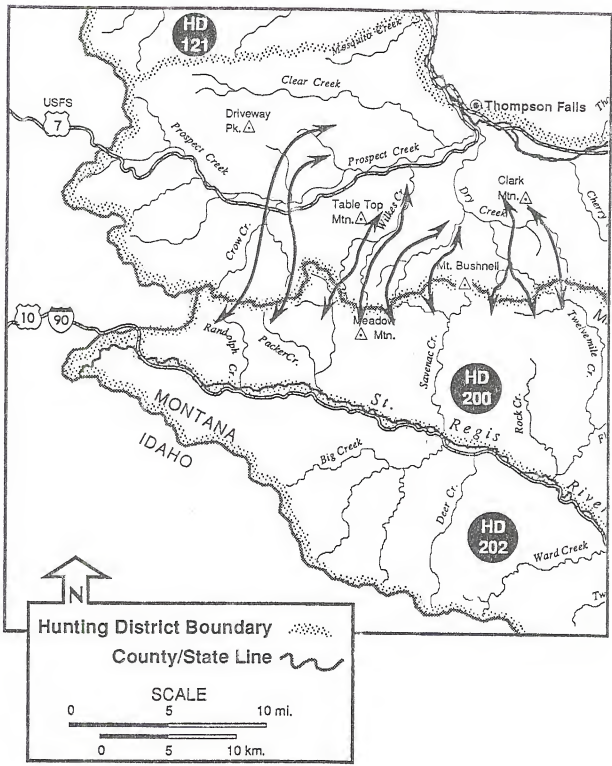 HD
121
Mosquito Creek
Clear Creek
USFS
7
Driveway
Pk.
Thompson Falls
Prospect Creek
Prospect Creek
Clark
Mtn.
Table Top
Mtn.
Wilkes Cr.
Dry Creek
Cherry
Crow Cr.
Mt. Bushnell
10
90
Randolph
Cr.
Packer Cr.
Meadow
Mtn.
Savenac Cr.
Twelvemile Cr.
HD
200
Rock Cr.
MONTANA
IDAHO
St. Regis River
Big Creek
Deer Cr.
HD
202
Ward Creek
Tw
N
Hunting District Boundary
County/State Line
SCALE
0 5 10 mi.
0 5 10 km.